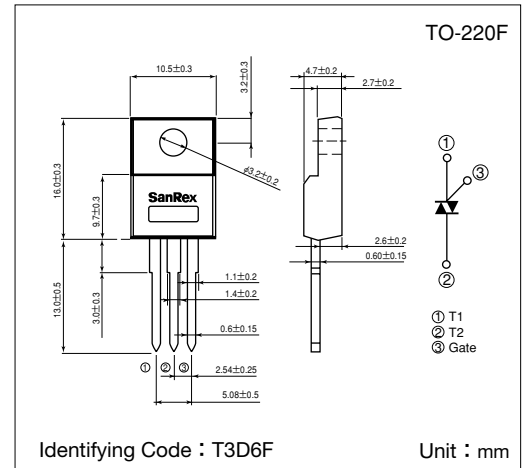 TO-220F
10.5±0.3
3.2±0.2
4.7±0.2
2.7±0.2
16.0±0.3
9.7±0.3
φ3.2±0.2
SanRex
13.0±0.5
3.0±0.3
1.1±0.2
1.4±0.2
0.6±0.15
2.54±0.25
5.08±0.5
① ② ③
2.6±0.2
0.60±0.15
①
③
②
① T1
② T2
③ Gate
Identifying Code：T3D6F
Unit：mm